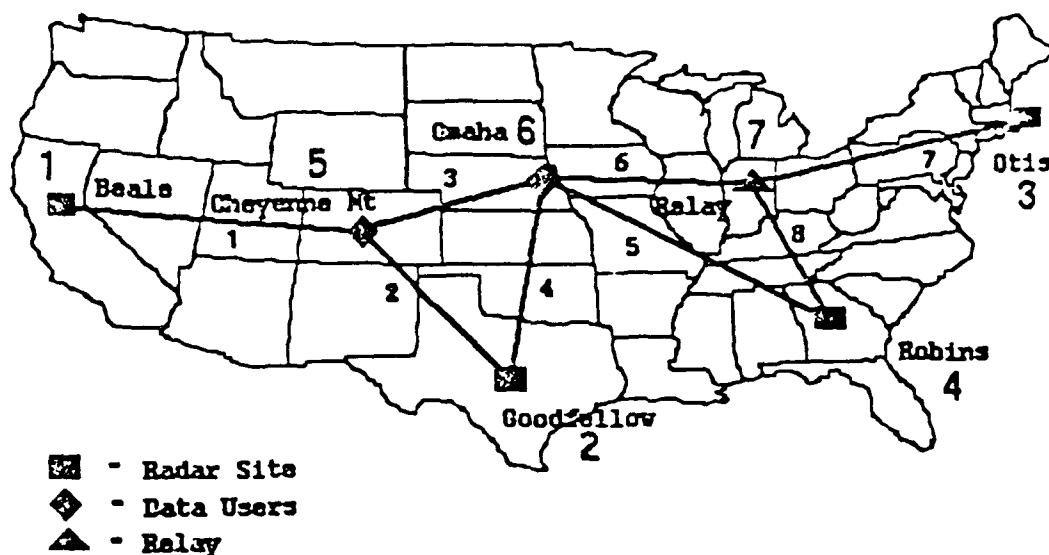 Omaha 6
7
1
5
6
7
Beale
3
Otis
3
Cheyenne Mt
Relay
1
5
8
2
4
Robins
4
Goodfellow
2
- Radar Site
- Data Users
- Relay